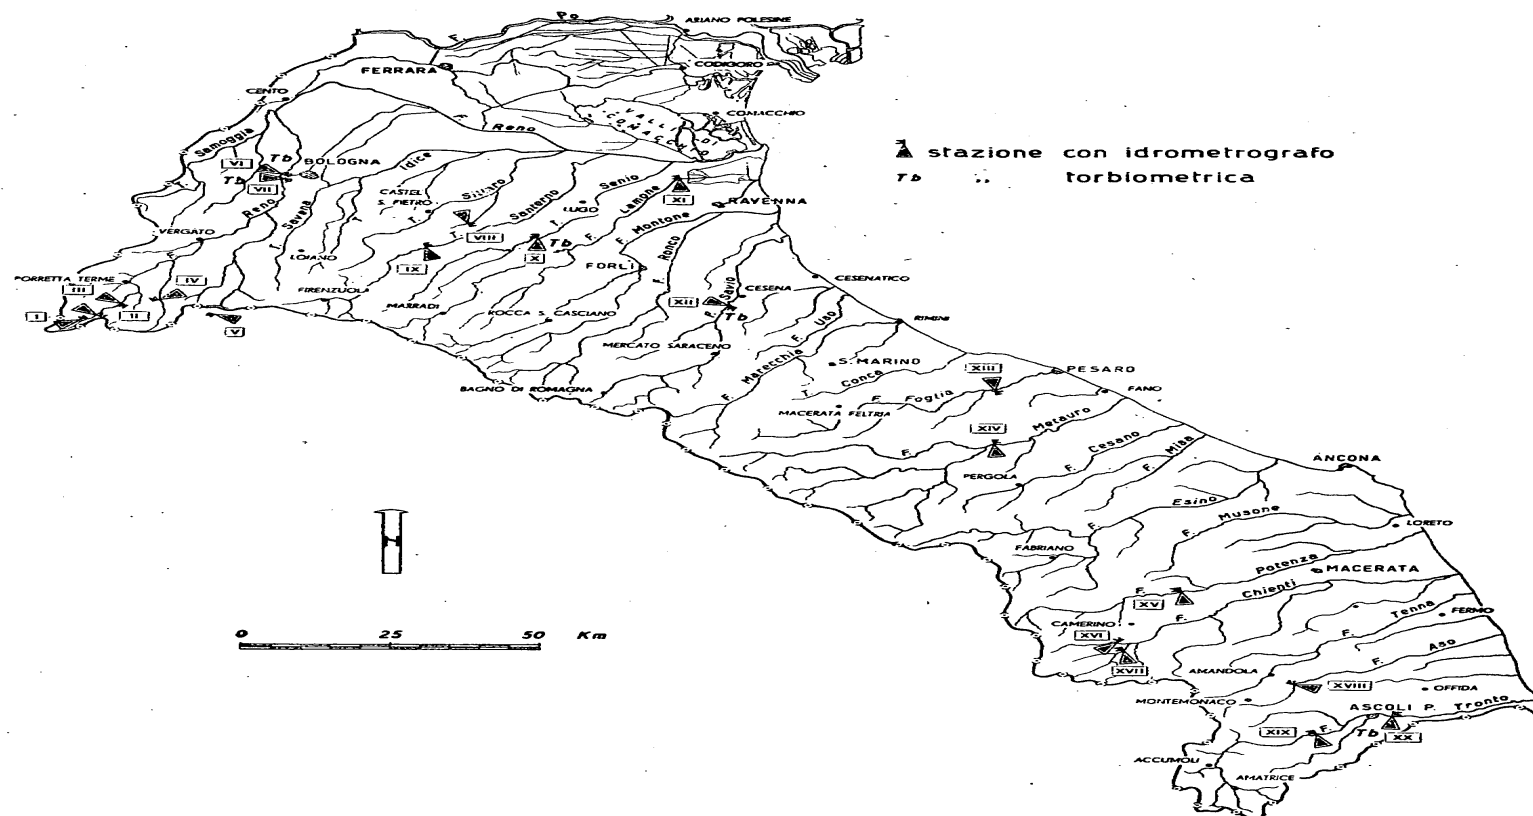 Po
ARIANO POLESINE
F.
FERRARA
CODIGORO
CENTO
VALLI DI COMACCHIO
COMACCHIO
F. Reno
Samoggia
T.
VI
Tb
BOLOGNA
Tb
VII
Idice
T.
stazione con idrometrografo
Tb " torbiometrica
CASTEL S. PIETRO
Sillaro
T.
Santerno
T.
Senio
T.
LUGO
Lamone
F.
XI
RAVENNA
F. Montone
F. Reno
T. Savena
VERGATO
LOIANO
VIII
IX
X
Tb
FORLÌ
F. Ronco
PORRETTA TERME
III
IV
I
II
V
FIRENZUOLA
MARRADI
ROCCA S. CASCIANO
XII
F. Savio
Tb
CESENA
CESENATICO
MERCATO SARACENO
F. Uso
RIMINI
BAGNO DI ROMAGNA
F. Marecchia
S. MARINO
T. Conca
XIII
PESARO
F. Foglia
FANO
MACERATA FELTRIA
XIV
F. Metauro
PERGOLA
F. Cesano
F. Misa
ANCONA
F. Esino
F. Musone
LORETO
FABRIANO
F. Potenza
MACERATA
XV
F. Chienti
CAMERINO
XVI
XVII
F. Tenna
FERMO
AMANDOLA
F. Aso
XVIII
OFFIDA
MONTEMONACO
ASCOLI P.
F. Tronto
XIX
Tb
XX
ACCUMOLI
AMATRICE
N
0 25 50 Km